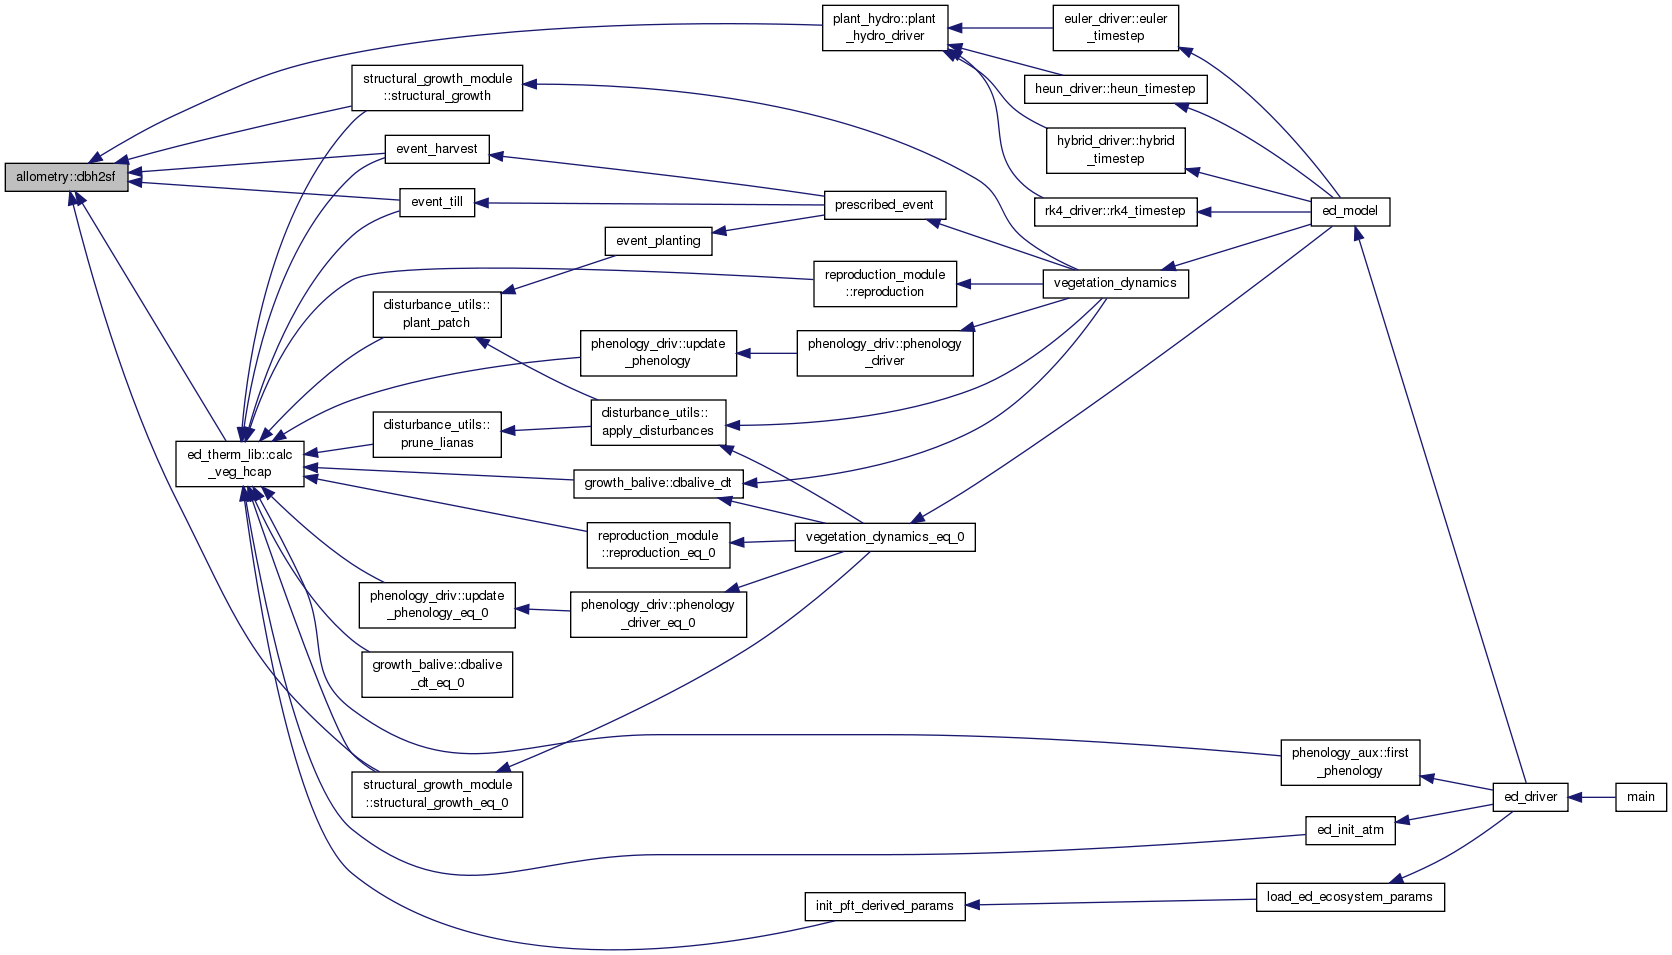 plant_hydro::plant
_hydro_driver
euler_driver::euler
_timestep
structural_growth_module
::structural_growth
heun_driver::heun_timestep
event_harvest
hybrid_driver::hybrid
_timestep
allometry::dbh2sf
event_till
prescribed_event
rk4_driver::rk4_timestep
ed_model
event_planting
reproduction_module
::reproduction
vegetation_dynamics
disturbance_utils::
plant_patch
phenology_driv::update
_phenology
phenology_driv::phenology
_driver
disturbance_utils::
apply_disturbances
disturbance_utils::
prune_lianas
ed_therm_lib::calc
_veg_hcap
growth_balive::dbalive_dt
reproduction_module
::reproduction_eq_0
vegetation_dynamics_eq_0
phenology_driv::update
_phenology_eq_0
phenology_driv::phenology
_driver_eq_0
growth_balive::dbalive
_dt_eq_0
structural_growth_module
::structural_growth_eq_0
phenology_aux::first
_phenology
ed_driver
main
ed_init_atm
load_ed_ecosystem_params
init_pft_derived_params